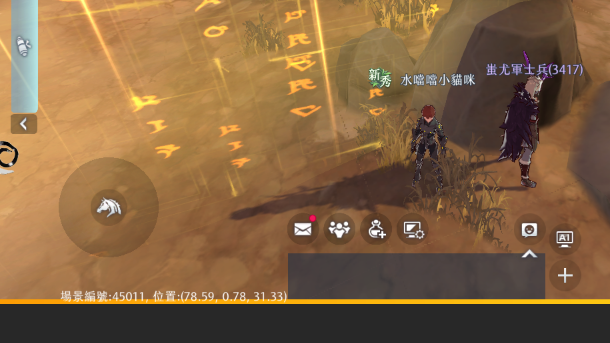 新秀
水噹噹小貓咪
蚩尤軍士兵(3417)
A1
場景編號:45011, 位置:(78.59, 0.78, 31.33)